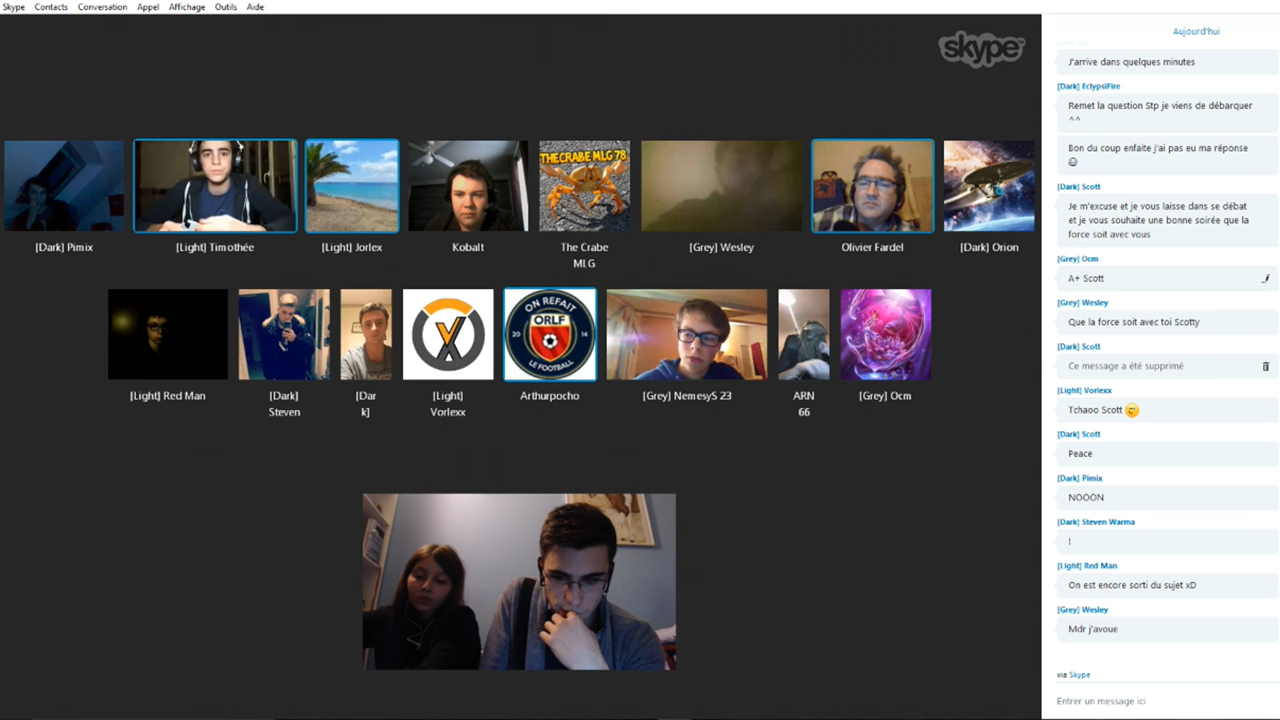 Skype Contacts Conversation Appel Affichage Outils Aide
skype™
Aujourd'hui
J'arrive dans quelques minutes
[Dark] EclypsiFire
Remet la question Stp je viens de débarquer
^^
Bon du coup enfaite j'ai pas eu ma réponse
[Dark] Scott
Je m'excuse et je vous laisse dans se débat
et je vous souhaite une bonne soirée que la
force soit avec vous
[Grey] Ocm
A+ Scott
[Grey] Wesley
Que la force soit avec toi Scotty
[Dark] Scott
Ce message a été supprimé
[Light] Vorlexx
Tchaoo Scott
[Dark] Scott
Peace
[Dark] Pimix
NOOON
[Dark] Steven Warma
!
[Light] Red Man
On est encore sorti du sujet xD
[Grey] Wesley
Mdr j'avoue
via Skype
Entrer un message ici
THECRABE MLG 78
[Dark] Pimix
[Light] Timothée
[Light] Jorlex
Kobalt
The Crabe
MLG
[Grey] Wesley
Olivier Fardel
[Dark] Orion
ON REFAIT
ORLF
20 14
LE FOOTBALL
[Light] Red Man
[Dark]
Steven
[Dar
k]
[Light]
Vorlexx
Arthurpocho
[Grey] NemesyS 23
ARN
66
[Grey] Ocm